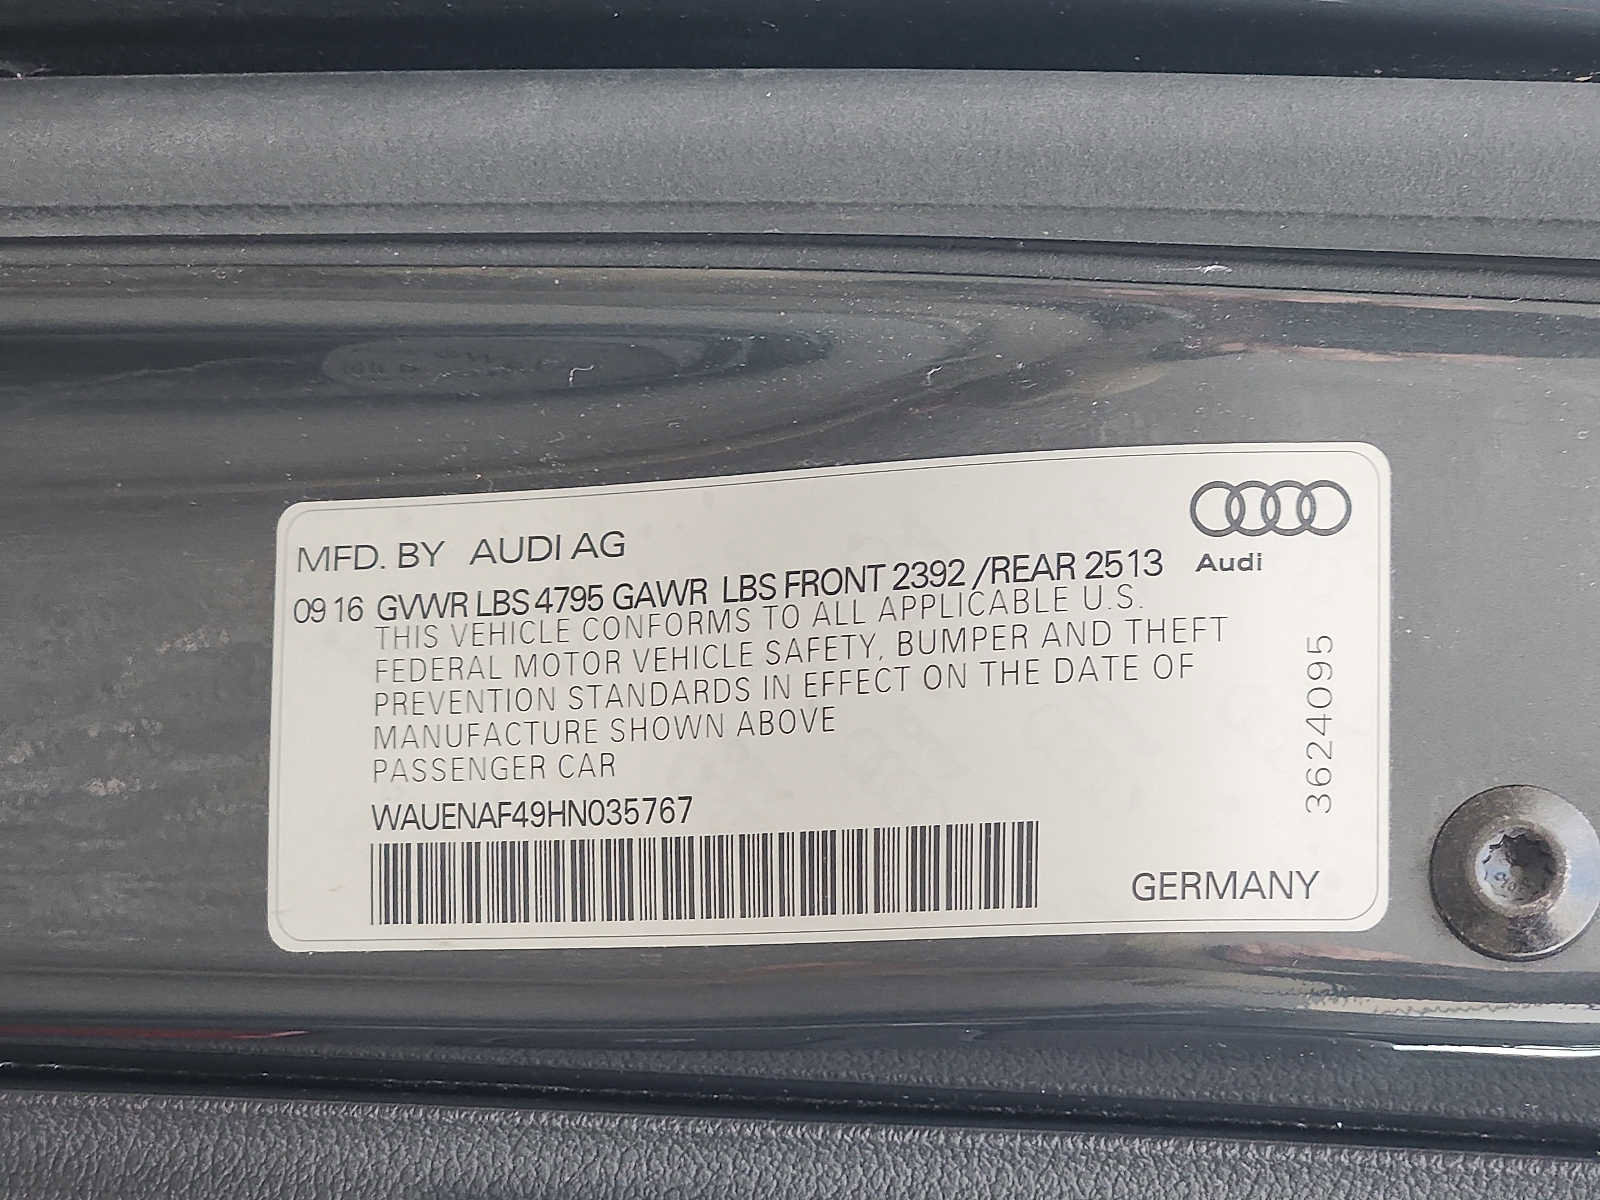 MFD. BY AUDI AG
Audi
09 16 GVWR LBS 4795 GAWR LBS FRONT 2392 /REAR 2513
THIS VEHICLE CONFORMS TO ALL APPLICABLE U.S.
FEDERAL MOTOR VEHICLE SAFETY, BUMPER AND THEFT
PREVENTION STANDARDS IN EFFECT ON THE DATE OF
MANUFACTURE SHOWN ABOVE
PASSENGER CAR
WAUENAF49HN035767
GERMANY
3624095